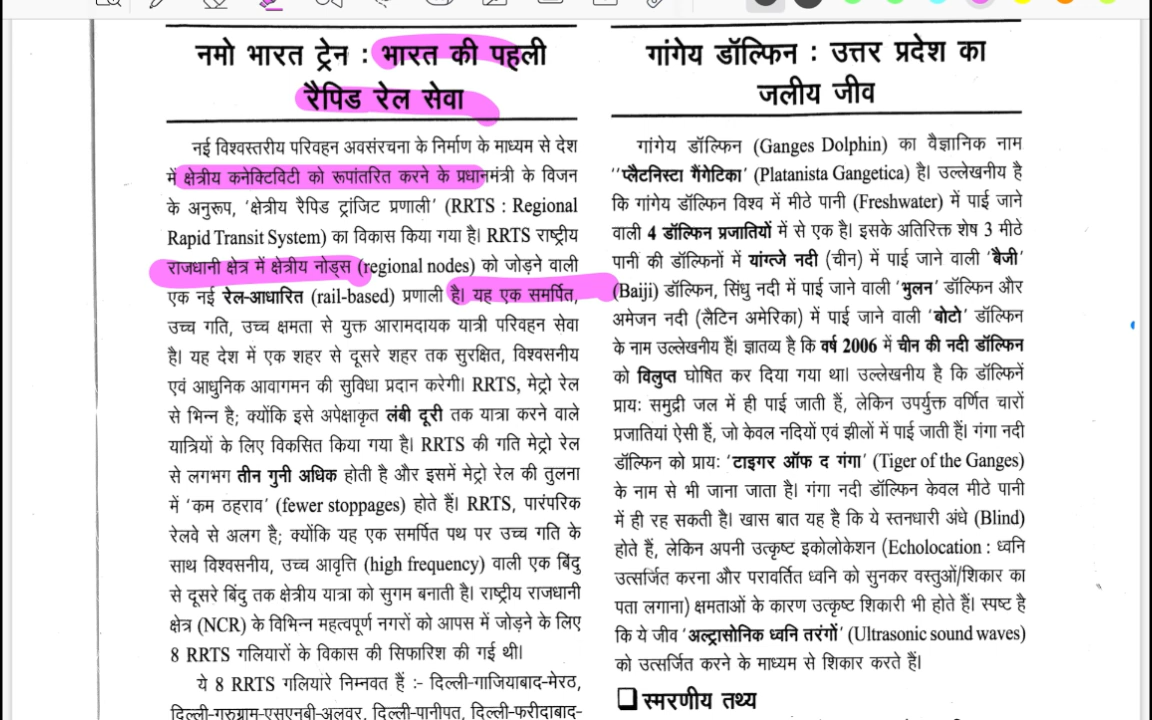 नमो भारत ट्रेन : भारत की पहली
रैपिड रेल सेवा
नई विश्वस्तरीय परिवहन अवसंरचना के निर्माण के माध्यम से देश
में क्षेत्रीय कनेक्टिविटी को रूपांतरित करने के प्रधानमंत्री के विजन
के अनुरूप, 'क्षेत्रीय रैपिड ट्रांजिट प्रणाली' (RRTS : Regional
Rapid Transit System) का विकास किया गया है। RRTS राष्ट्रीय
राजधानी क्षेत्र में क्षेत्रीय नोड्स (regional nodes) को जोड़ने वाली
एक नई रेल-आधारित (rail-based) प्रणाली है। यह एक समर्पित,
उच्च गति, उच्च क्षमता से युक्त आरामदायक यात्री परिवहन सेवा
है। यह देश में एक शहर से दूसरे शहर तक सुरक्षित, विश्वसनीय
एवं आधुनिक आवागमन की सुविधा प्रदान करेगी। RRTS, मेट्रो रेल
से भिन्न है; क्योंकि इसे अपेक्षाकृत लंबी दूरी तक यात्रा करने वाले
यात्रियों के लिए विकसित किया गया है। RRTS की गति मेट्रो रेल
से लगभग तीन गुनी अधिक होती है और इसमें मेट्रो रेल की तुलना
में 'कम ठहराव' (fewer stoppages) होते हैं। RRTS, पारंपरिक
रेलवे से अलग है; क्योंकि यह एक समर्पित पथ पर उच्च गति के
साथ विश्वसनीय, उच्च आवृत्ति (high frequency) वाली एक बिंदु
से दूसरे बिंदु तक क्षेत्रीय यात्रा को सुगम बनाती है। राष्ट्रीय राजधानी
क्षेत्र (NCR) के विभिन्न महत्वपूर्ण नगरों को आपस में जोड़ने के लिए
8 RRTS गलियारों के विकास की सिफारिश की गई थी।
ये 8 RRTS गलियारे निम्नवत हैं :- दिल्ली-गाजियाबाद-मेरठ,
दिल्ली-गुरुग्राम-एसएनबी-अलवर, दिल्ली-पानीपत, दिल्ली-फरीदाबाद-
गांगेय डॉल्फिन : उत्तर प्रदेश का
जलीय जीव
गांगेय डॉल्फिन (Ganges Dolphin) का वैज्ञानिक नाम
''प्लैटनिस्टा गैंगेटिका' (Platanista Gangetica) है। उल्लेखनीय है
कि गांगेय डॉल्फिन विश्व में मीठे पानी (Freshwater) में पाई जाने
वाली 4 डॉल्फिन प्रजातियों में से एक है। इसके अतिरिक्त शेष 3 मीठे
पानी की डॉल्फिनों में यांग्त्जे नदी (चीन) में पाई जाने वाली 'बैजी'
(Baiji) डॉल्फिन, सिंधु नदी में पाई जाने वाली 'भुलन' डॉल्फिन और
अमेजन नदी (लैटिन अमेरिका) में पाई जाने वाली 'बोटो' डॉल्फिन
के नाम उल्लेखनीय हैं। ज्ञातव्य है कि वर्ष 2006 में चीन की नदी डॉल्फिन
को विलुप्त घोषित कर दिया गया था। उल्लेखनीय है कि डॉल्फिनें
प्रायः समुद्री जल में ही पाई जाती हैं, लेकिन उपर्युक्त वर्णित चारों
प्रजातियां ऐसी हैं, जो केवल नदियों एवं झीलों में पाई जाती हैं। गंगा नदी
डॉल्फिन को प्रायः 'टाइगर ऑफ द गंगा' (Tiger of the Ganges)
के नाम से भी जाना जाता है। गंगा नदी डॉल्फिन केवल मीठे पानी
में ही रह सकती है। खास बात यह है कि ये स्तनधारी अंधे (Blind)
होते हैं, लेकिन अपनी उत्कृष्ट इकोलोकेशन (Echolocation : ध्वनि
उत्सर्जित करना और परावर्तित ध्वनि को सुनकर वस्तुओं/शिकार का
पता लगाना) क्षमताओं के कारण उत्कृष्ट शिकारी भी होते हैं। स्पष्ट है
कि ये जीव 'अल्ट्रासोनिक ध्वनि तरंगों' (Ultrasonic sound waves)
को उत्सर्जित करने के माध्यम से शिकार करते हैं।
स्मरणीय तथ्य